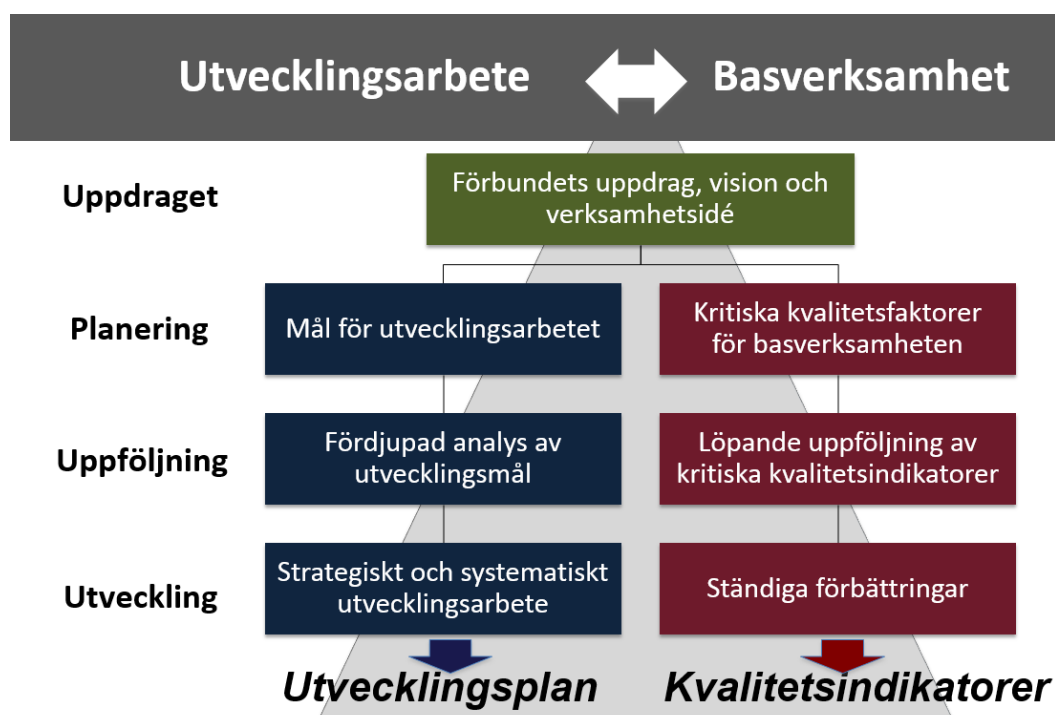 Utvecklingsarbete
Basverksamhet
Uppdraget
Förbundets uppdrag, vision och
verksamhetsidé
Planering
Mål för utvecklingsarbetet
Kritiska kvalitetsfaktorer
för basverksamheten
Uppföljning
Fördjupad analys av
utvecklingsmål
Löpande uppföljning av
kritiska kvalitetsindikatorer
Utveckling
Strategiskt och systematiskt
utvecklingsarbete
Ständiga förbättringar
Utvecklingsplan
Kvalitetsindikatorer